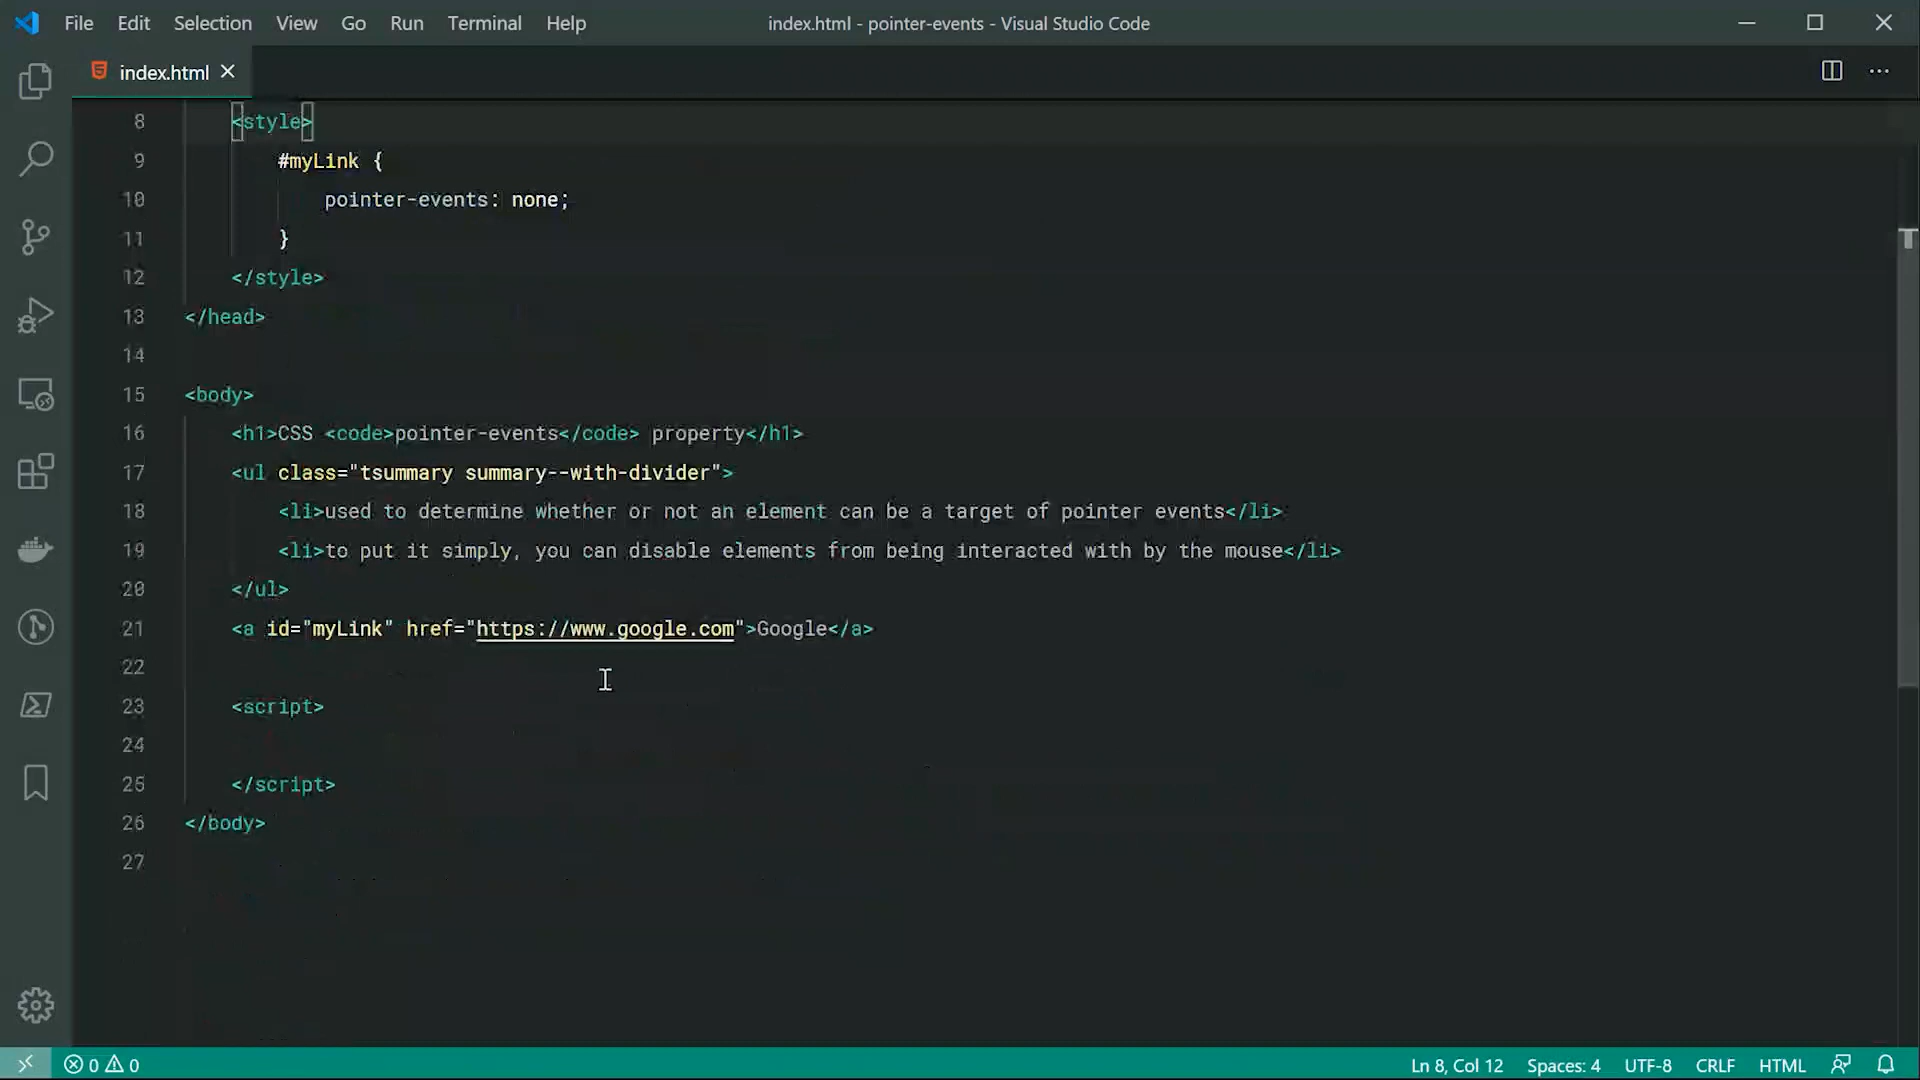 File Edit Selection View Go Run Terminal Help index.html - pointer-events - Visual Studio Code
index.html
8 <style>
9 #myLink {
10 pointer-events: none;
11 }
12 </style>
13 </head>
14
15 <body>
16 <h1>CSS <code>pointer-events</code> property</h1>
17 <ul class="tsummary summary--with-divider">
18 <li>used to determine whether or not an element can be a target of pointer events</li>
19 <li>to put it simply, you can disable elements from being interacted with by the mouse</li>
20 </ul>
21 <a id="myLink" href="https://www.google.com">Google</a>
22
23 <script>
24
25 </script>
26 </body>
27
0 0 Ln 8, Col 12 Spaces: 4 UTF-8 CRLF HTML